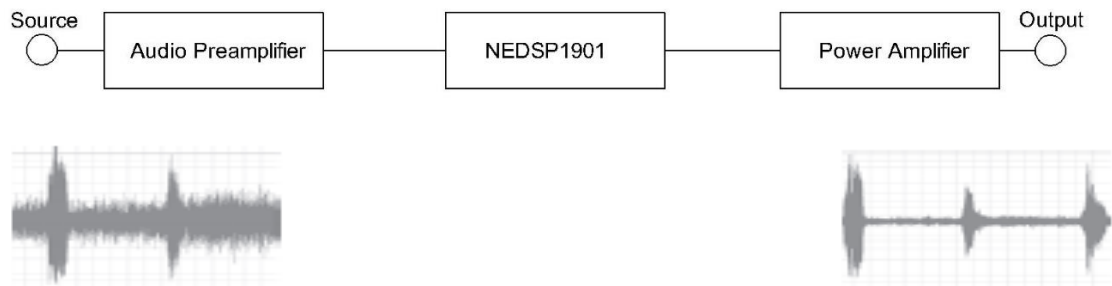 Source
Output
Audio Preamplifier
NEDSP1901
Power Amplifier